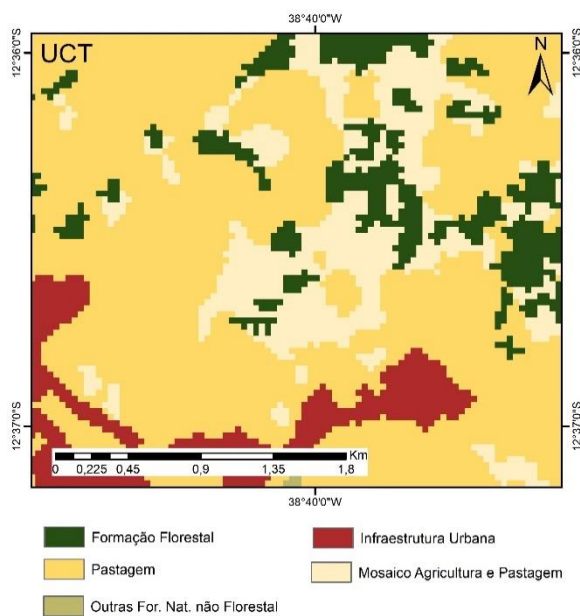 38°40'0"W
12°36'0"S
12°36'0"S
UCT
N
12°37'0"S
12°37'0"S
Km
0 0,225 0,45 0,9 1,35 1,8
38°40'0"W
Formação Florestal
Infraestrutura Urbana
Pastagem
Mosaico Agricultura e Pastagem
Outras For. Nat. não Florestal